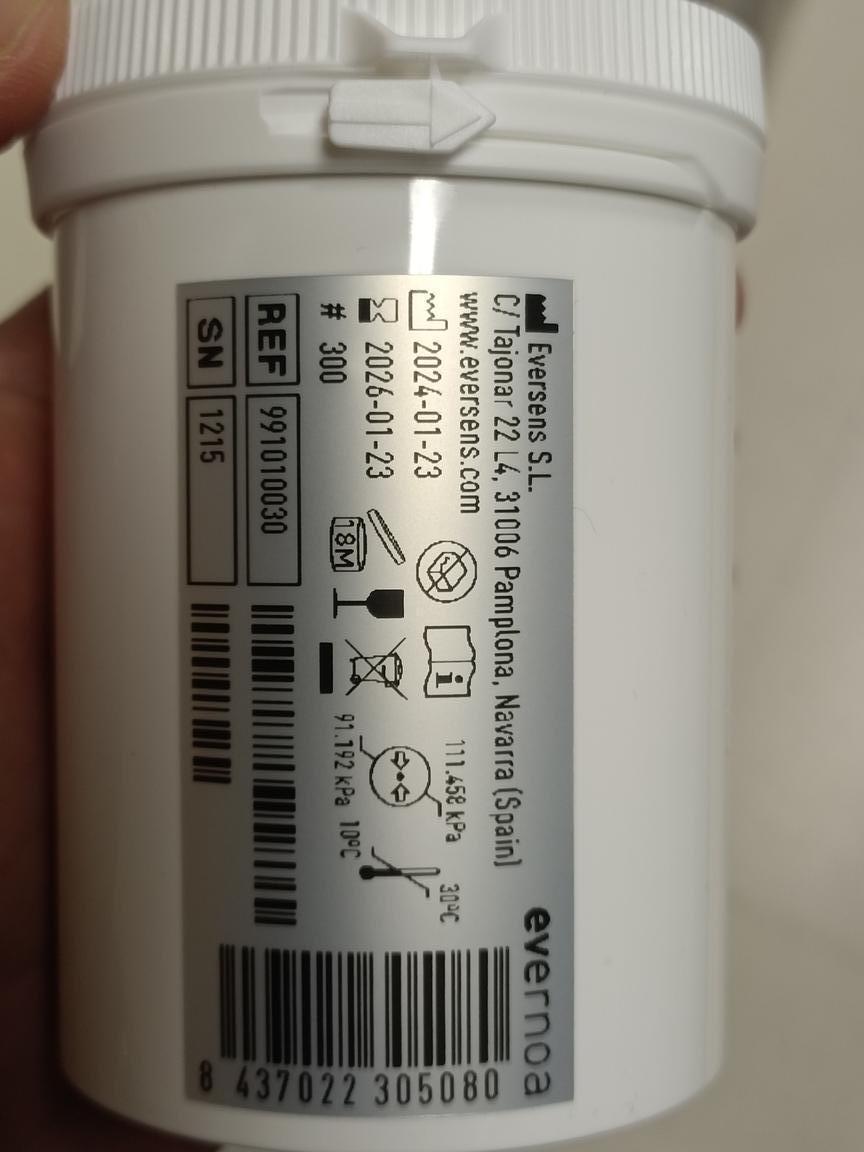 Eversens S.L.
C/ Tajonar 22 L4, 31006 Pamplona, Navarra (Spain)
www.eversens.com
evernoa
2024-01-23
2026-01-23
# 300
18M
i
111.458 kPa
91.192 kPa
30ºC
10ºC
REF 991010030
SN 1215
8 437022 305080